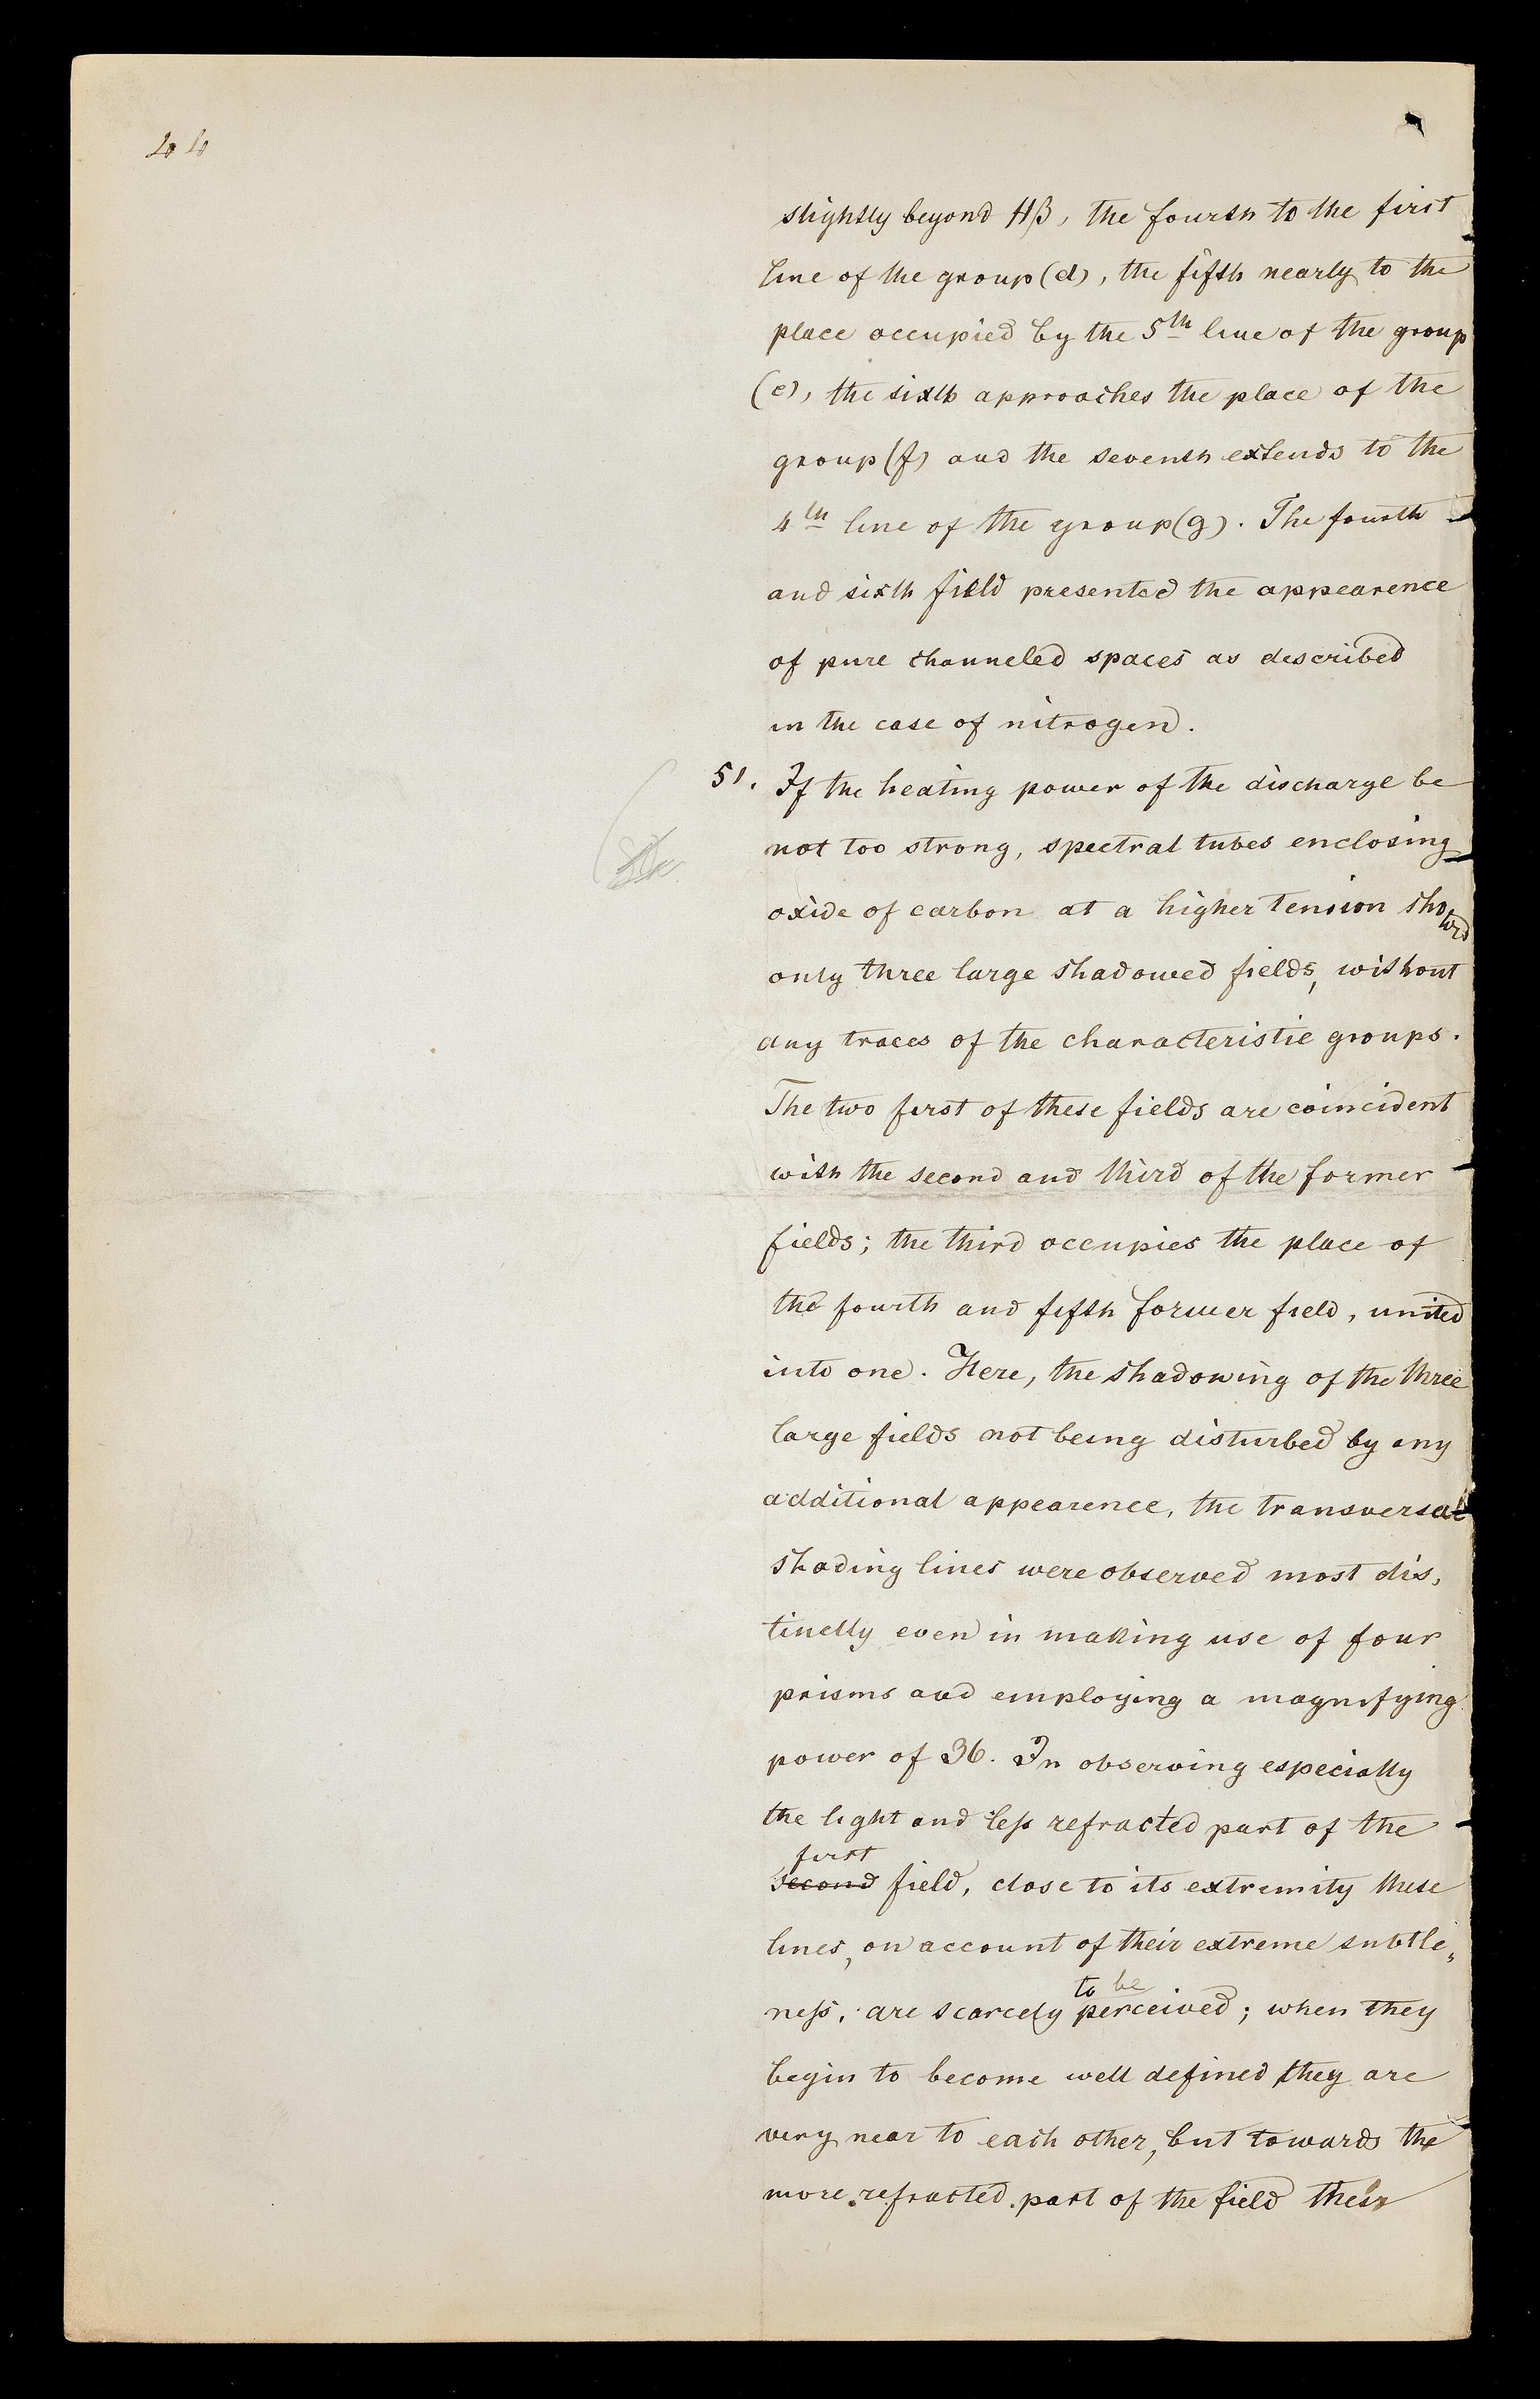 44
slightly beyond Hβ, the fourth to the first
line of the group (d), the fifth nearly to the
place occupied by the 5th line of the group
(e), the sixth approaches the place of the
group (f) and the seventh extends to the
4th line of the group (g). The fourth
and sixth field presented the appearence
of pure channeled spaces as described
in the case of nitrogen.
51. If the heating power of the discharge be
not too strong, spectral tubes enclosing
oxide of carbon at a higher tension showed
only three large shadowed fields, without
any traces of the characteristic groups.
The two first of these fields are coincident
with the second and third of the former
fields; the third occupies the place of
the fourth and fifth former field, united
into one. Here, the shadowing of the three
large fields not being disturbed by any
additional appearence, the transversal
shading lines were observed most dis,
tinctly even in making use of four
prisms and employing a magnifying
power of 36. In observing especially
the light and less refracted part of the
first
second field, close to its extremity these
lines, on account of their extreme subtle„
to be
ness, are scarcely perceived; when they
begin to become well defined they are
very near to each other, but towards the
more refracted part of the field their